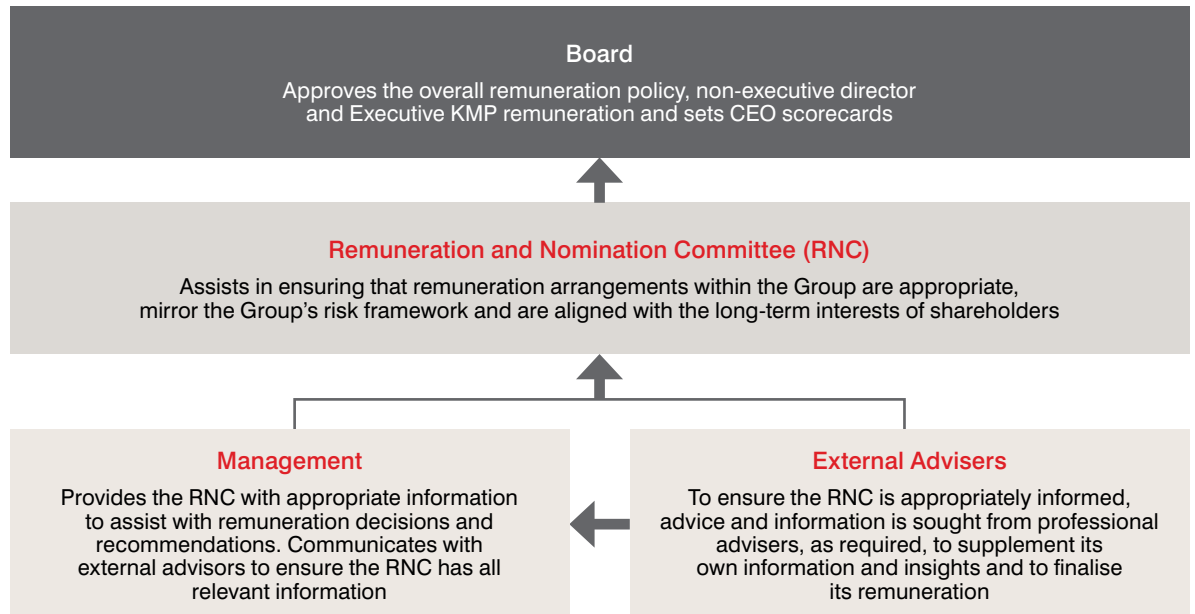 Board
Approves the overall remuneration policy, non-executive director
and Executive KMP remuneration and sets CEO scorecards
Remuneration and Nomination Committee (RNC)
Assists in ensuring that remuneration arrangements within the Group are appropriate,
mirror the Group's risk framework and are aligned with the long-term interests of shareholders
Management
Provides the RNC with appropriate information
to assist with remuneration decisions and
recommendations. Communicates with
external advisors to ensure the RNC has all
relevant information
External Advisers
To ensure the RNC is appropriately informed,
advice and information is sought from professional
advisers, as required, to supplement its
own information and insights and to finalise
its remuneration